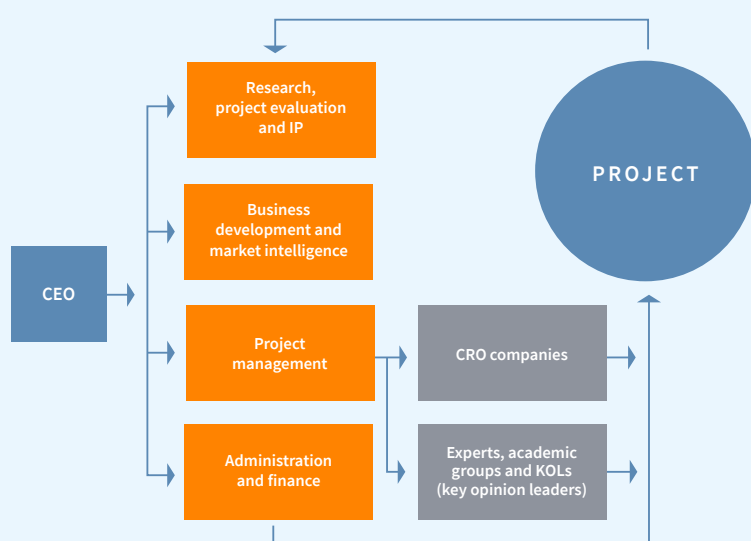 Research,
project evaluation
and IP
PROJECT
Business
development and
market intelligence
CEO
Project
management
CRO companies
Administration
and finance
Experts, academic
groups and KOLs
(key opinion leaders)